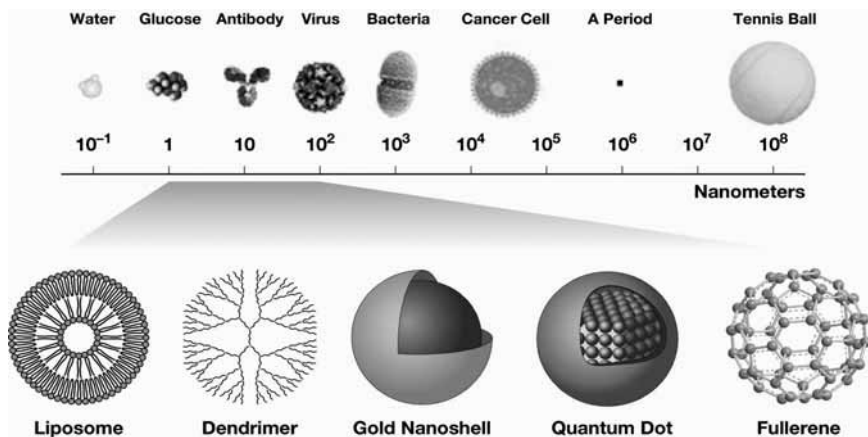 Water Glucose Antibody Virus Bacteria Cancer Cell A Period Tennis Ball
10⁻¹ 1 10 10² 10³ 10⁴ 10⁵ 10⁶ 10⁷ 10⁸
Nanometers
Liposome Dendrimer Gold Nanoshell Quantum Dot Fullerene